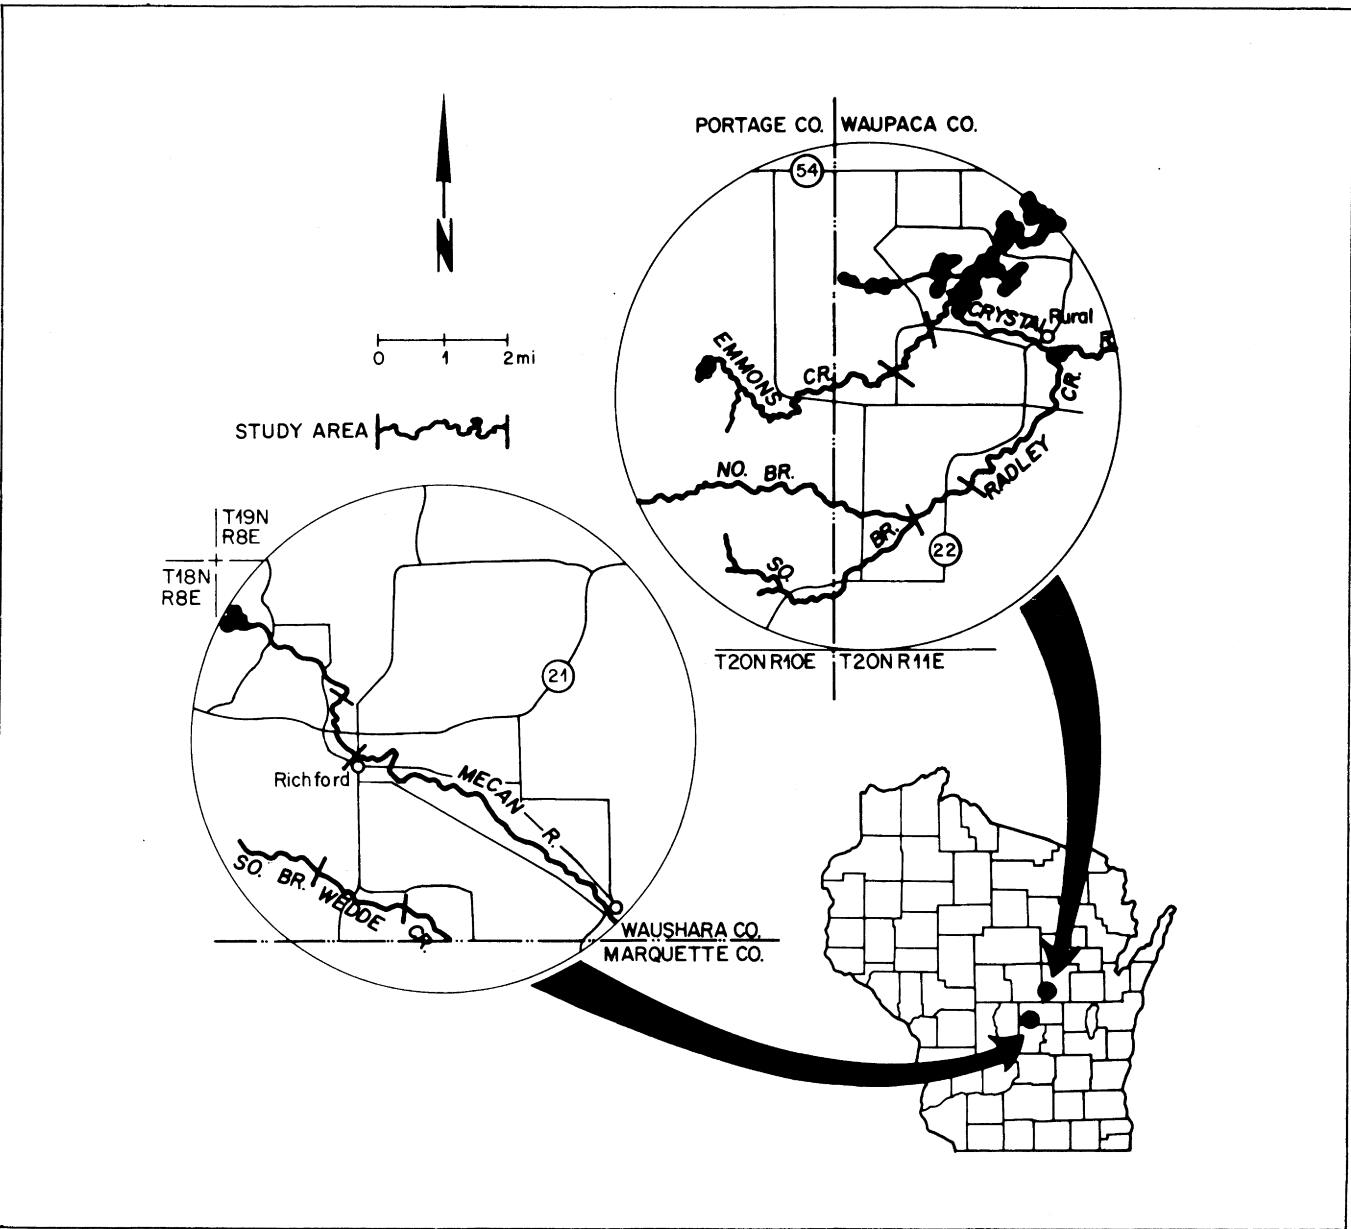 PORTAGE CO. WAUPACA CO.
54
N
0 1 2mi
STUDY AREA
EMMONS CR.
CRYSTAL R.
Rural
CR.
RADLEY
NO. BR.
SO. BR.
22
T20N R10E T20N R11E
T19N
R8E
T18N
R8E
21
Richford
MECAN R.
SO. BR. WEDDE CR.
WAUSHARA CO.
MARQUETTE CO.